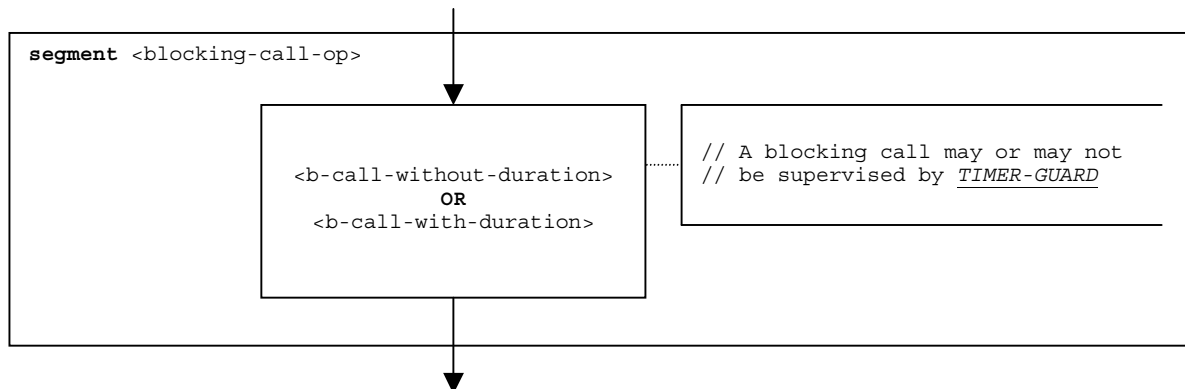 segment <blocking-call-op>
<b-call-without-duration>
OR
<b-call-with-duration>
// A blocking call may or may not
// be supervised by TIMER-GUARD